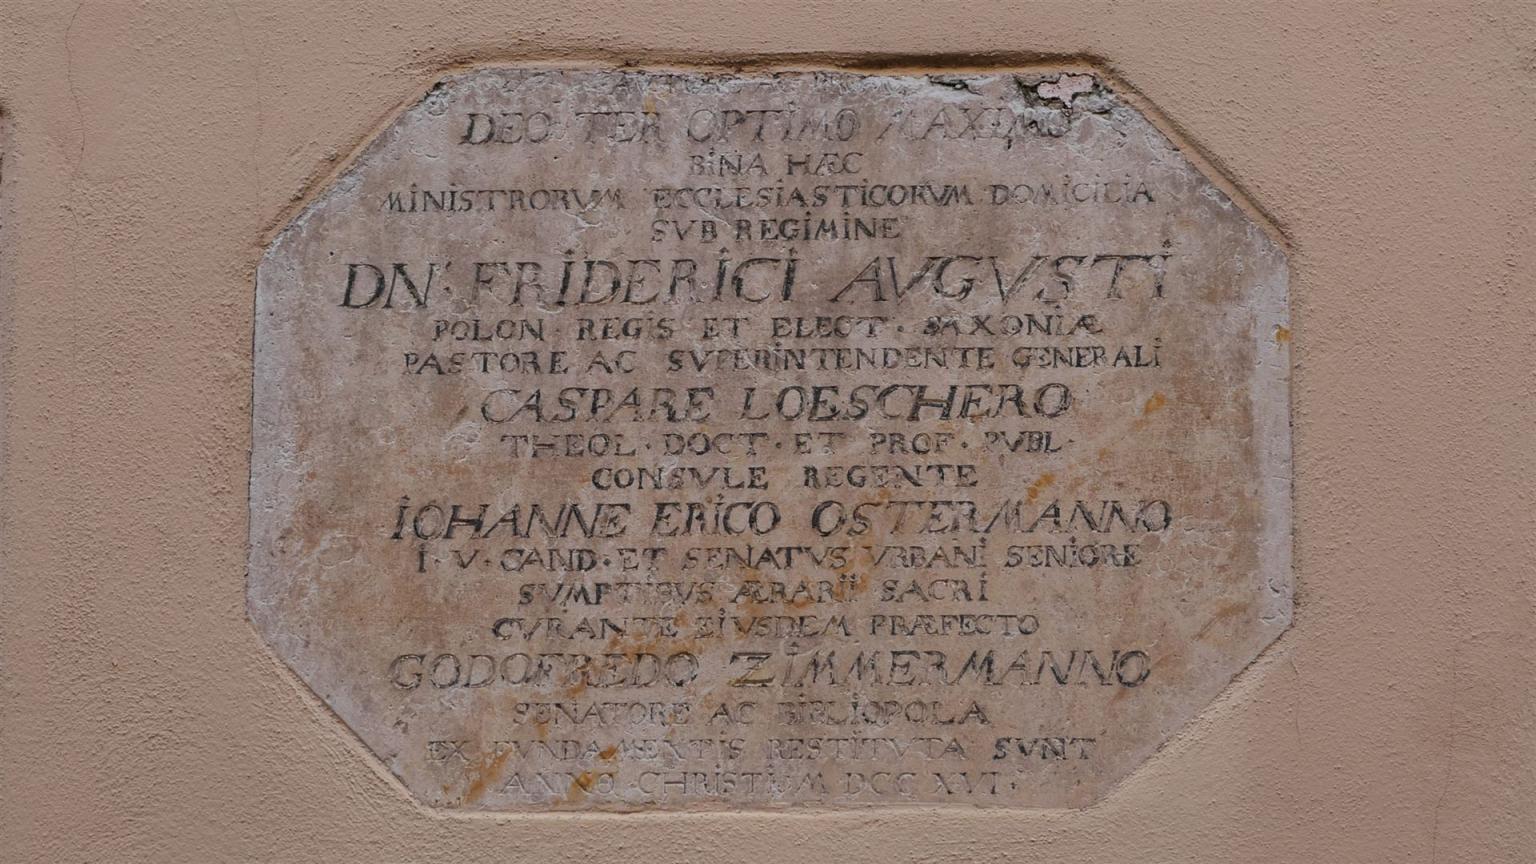 DEO TER OPTIMO MAXIMO
BINA HÆC
MINISTRORVM ECCLESIASTICORVM DOMICILIA
SVB REGIMINE
DN· FRIDERICI AVGVSTI
POLON· REGIS ET ELECT· SAXONIÆ
PASTORE AC SVPERINTENDENTE GENERALI
CASPARE LOESCHERO
THEOL· DOCT· ET PROF· PVBL·
CONSVLE REGENTE
IOHANNE ERICO OSTERMANNO
I· V· CAND· ET SENATVS VRBANI SENIORE
SVMPTIBVS ÆRARII SACRI
CVRANTE EIVSDEM PRÆFECTO
GODOFREDO ZIMMERMANNO
SENATORE AC BIBLIOPOLA
EX FVNDAMENTIS RESTITVTA SVNT
ANNO CHRISTI M DCC XVI·